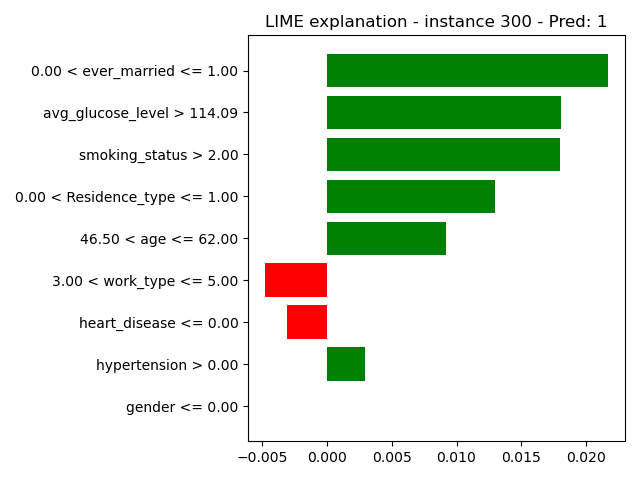 LIME explanation - instance 300 - Pred: 1
0.00 < ever_married <= 1.00
avg_glucose_level > 114.09
smoking_status > 2.00
0.00 < Residence_type <= 1.00
46.50 < age <= 62.00
3.00 < work_type <= 5.00
heart_disease <= 0.00
hypertension > 0.00
gender <= 0.00
−0.005 0.000 0.005 0.010 0.015 0.020